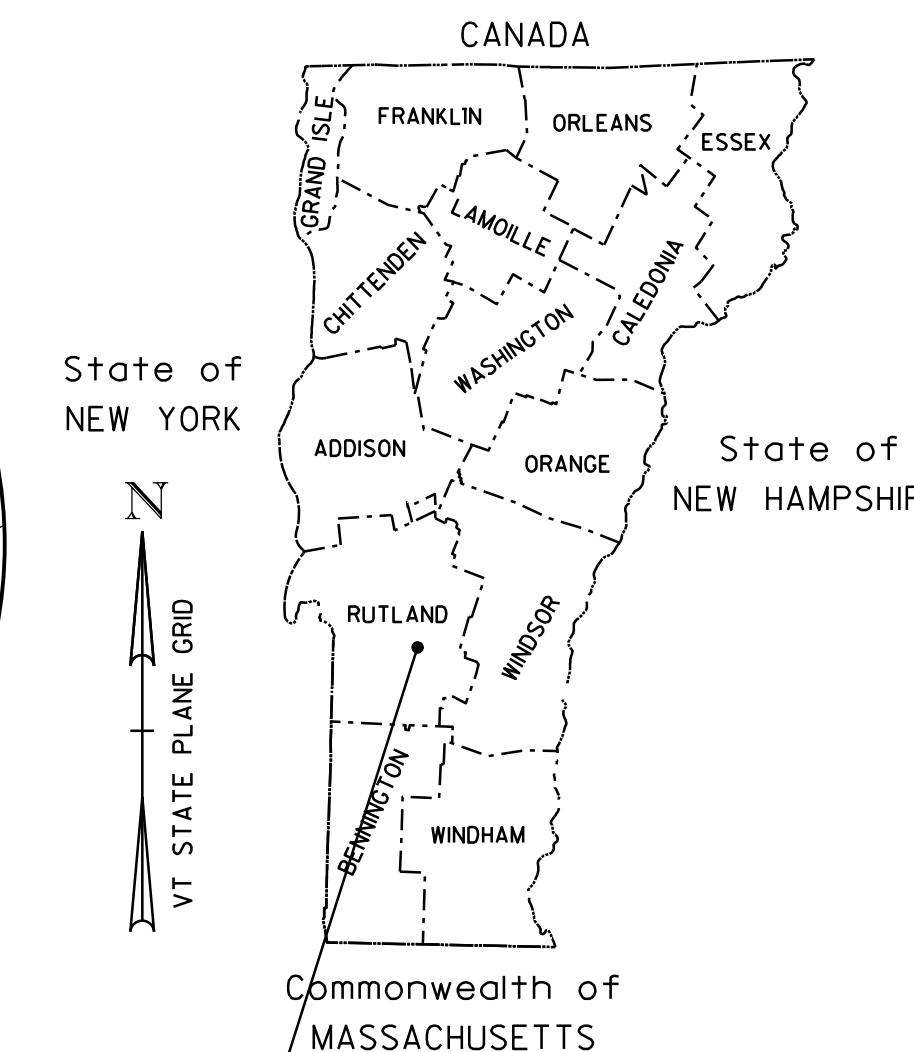 CANADA
GRAND ISLE
FRANKLIN
ORLEANS
ESSEX
LAMOILLE
CHITTENDEN
CALEDONIA
WASHINGTON
State of
NEW YORK
ADDISON
ORANGE
State of
NEW HAMPSHIR
N
VT STATE PLANE GRID
RUTLAND
WINDSOR
BENNINGTON
WINDHAM
Commonwealth of
MASSACHUSETTS